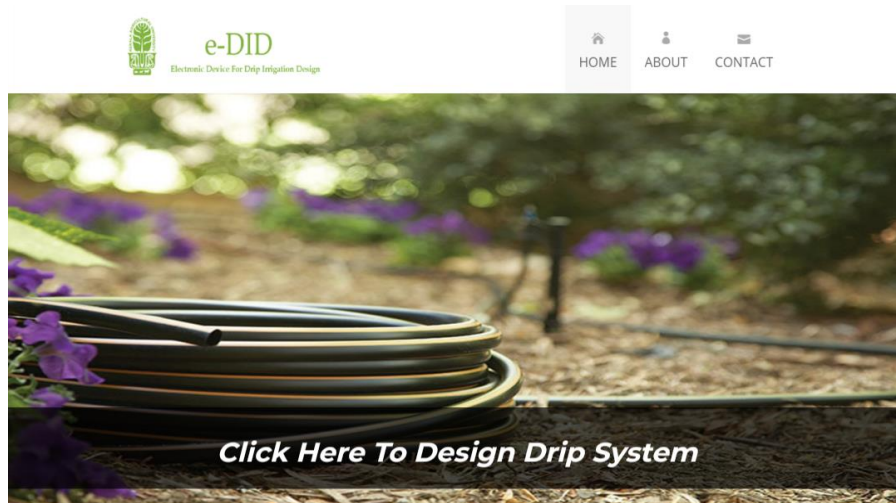 e-DID
Electronic Device For Drip Irrigation Design
HOME
ABOUT
CONTACT
Click Here To Design Drip System